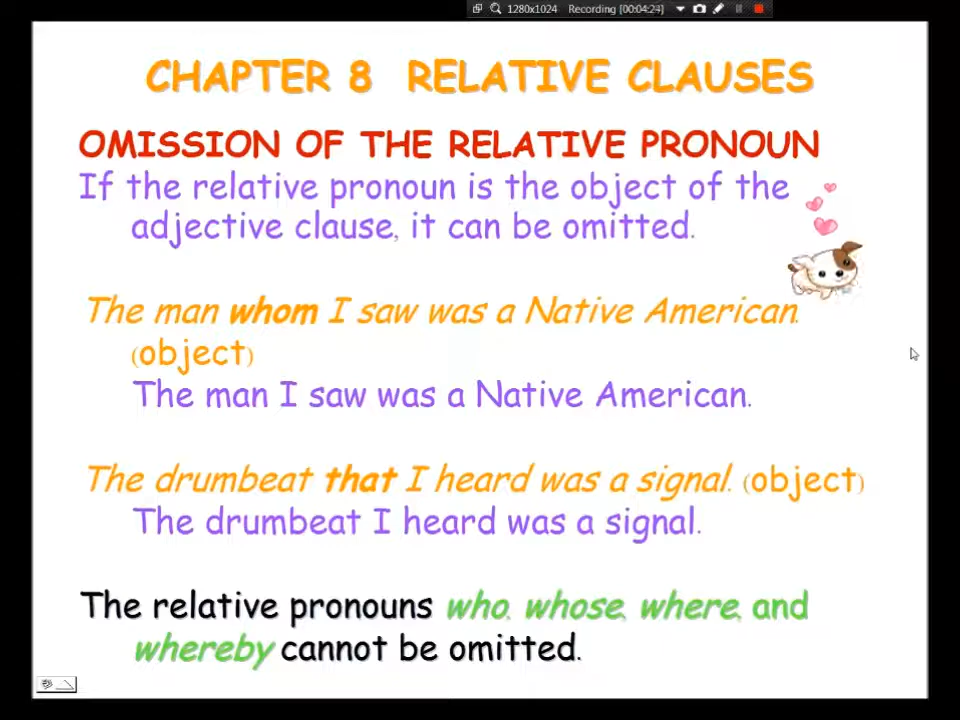 1280x1024 Recording [00:04:24]
CHAPTER 8 RELATIVE CLAUSES
OMISSION OF THE RELATIVE PRONOUN
If the relative pronoun is the object of the
adjective clause, it can be omitted.
The man whom I saw was a Native American.
(object)
The man I saw was a Native American.
The drumbeat that I heard was a signal. (object)
The drumbeat I heard was a signal.
The relative pronouns who, whose, where, and
whereby cannot be omitted.